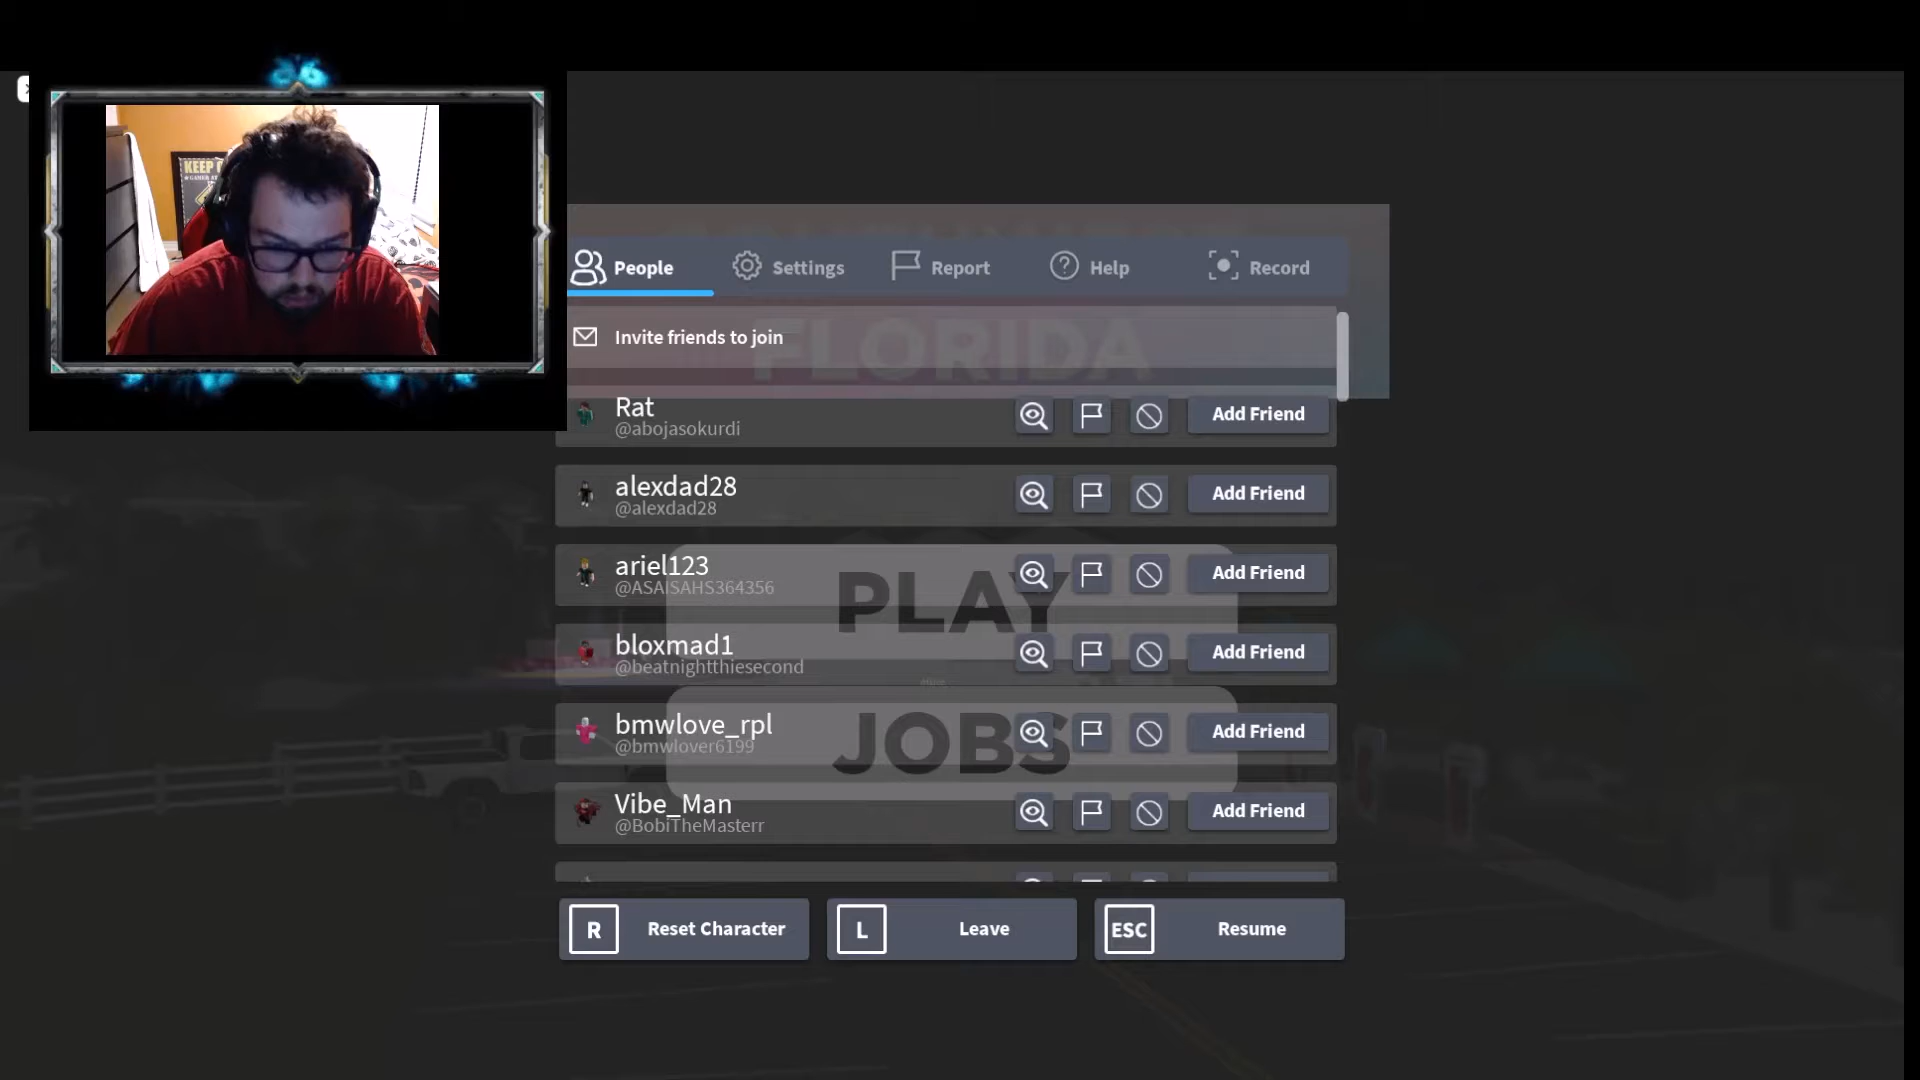 KEEP
People
Settings
Report
Help
Record
Invite friends to join
FLORIDA
Rat
@abojasokurdi
Add Friend
alexdad28
@alexdad28
Add Friend
ariel123
@ASAISAHS364356
Add Friend
PLAY
bloxmad1
@beatnightthiesecond
Add Friend
bmwlove_rpl
@bmwlover6199
Add Friend
JOBS
Vibe_Man
@BobiTheMasterr
Add Friend
R Reset Character
L Leave
ESC Resume